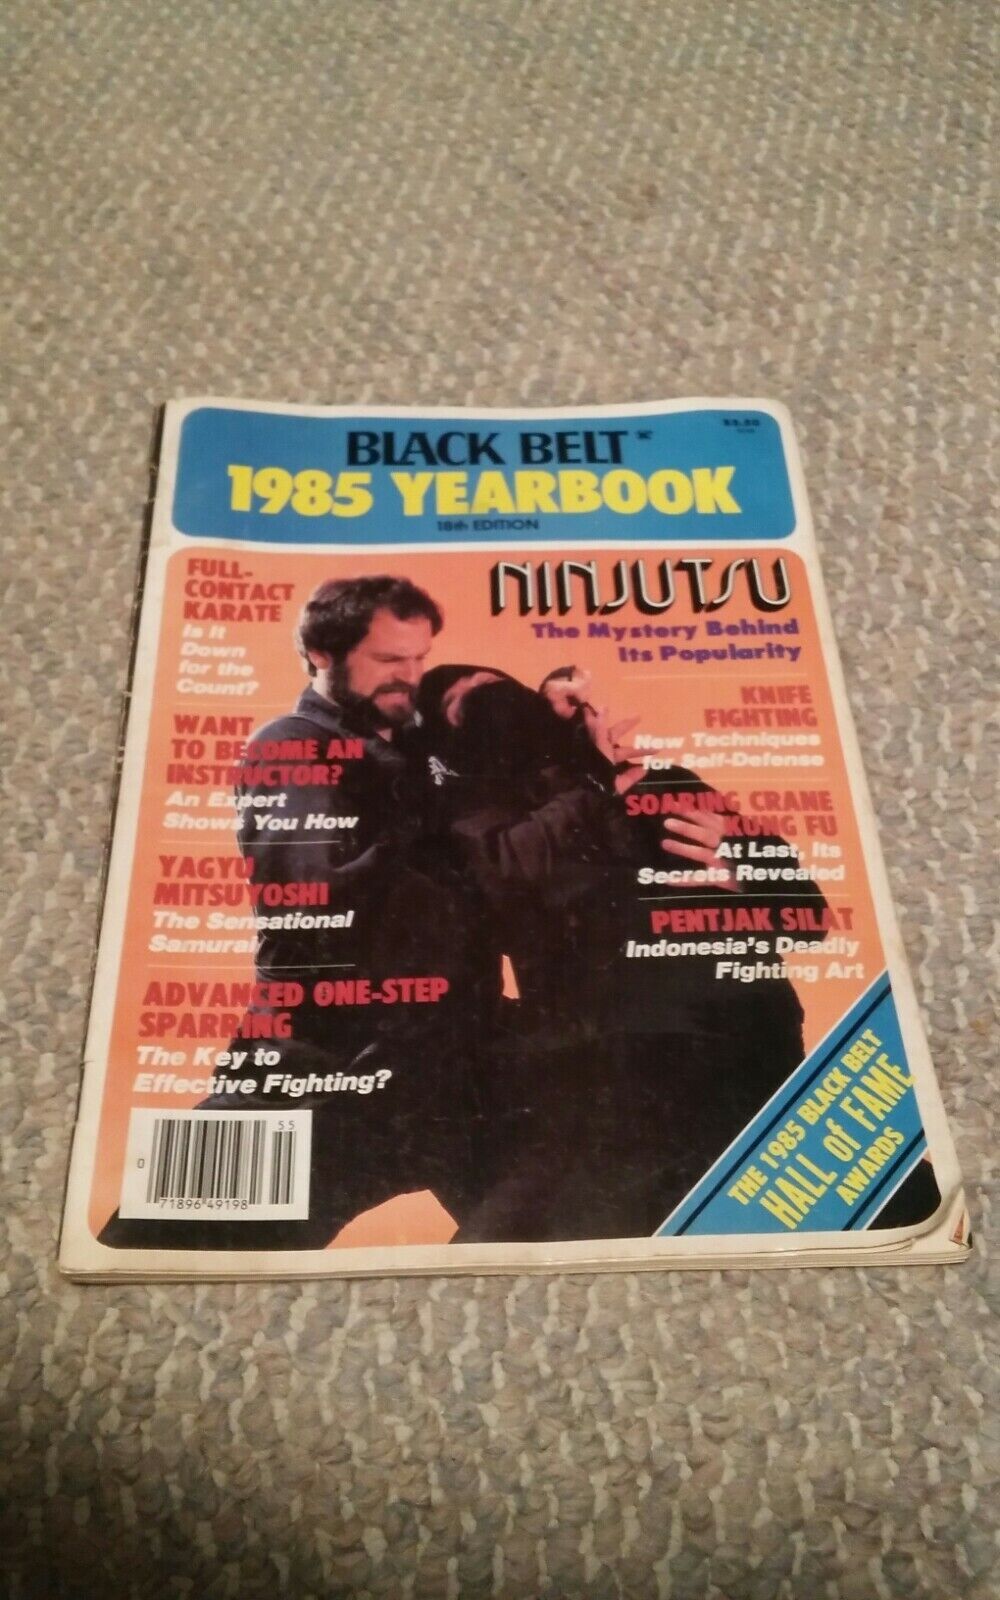 BLACK BELT
1985 YEARBOOK
18th EDITION
FULL-
CONTACT
KARATE
Is It
Down
for the
Count?
WANT
TO BECOME AN
INSTRUCTOR?
An Expert
Shows You How
YAGYU
MITSUYOSHI
The Sensational
Samurai
ADVANCED ONE-STEP
SPARRING
The Key to
Effective Fighting?
NINJUTSU
The Mystery Behind
Its Popularity
KNIFE
FIGHTING
New Techniques
for Self-Defense
SOARING CRANE
KUNG FU
At Last, Its
Secrets Revealed
PENTJAK SILAT
Indonesia's Deadly
Fighting Art
THE 1985 BLACK BELT
HALL of FAME
AWARDS
55
0
71896 49198